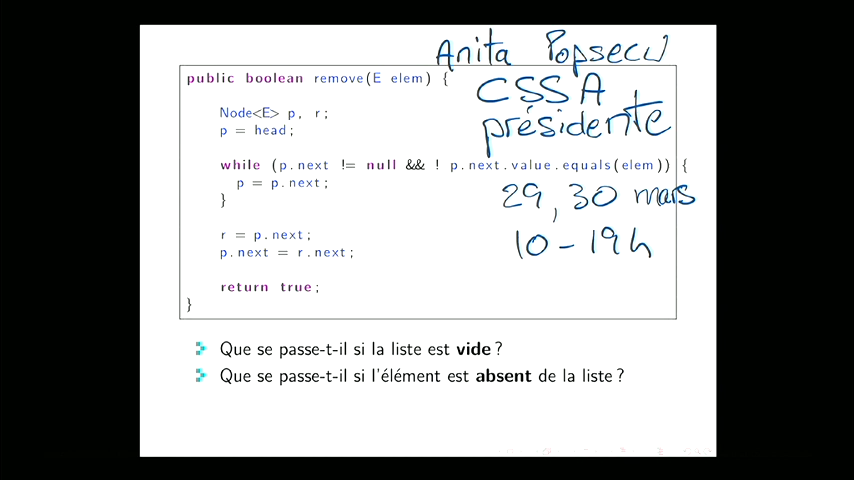 Anita Popsecu
CSSA
présidente
29, 30 mars
10 - 19 h
public boolean remove(E elem) {
Node<E> p, r;
p = head;
while (p.next != null && ! p.next.value.equals(elem)) {
p = p.next;
}
r = p.next;
p.next = r.next;
return true;
}
Que se passe-t-il si la liste est vide ?
Que se passe-t-il si l'élément est absent de la liste ?